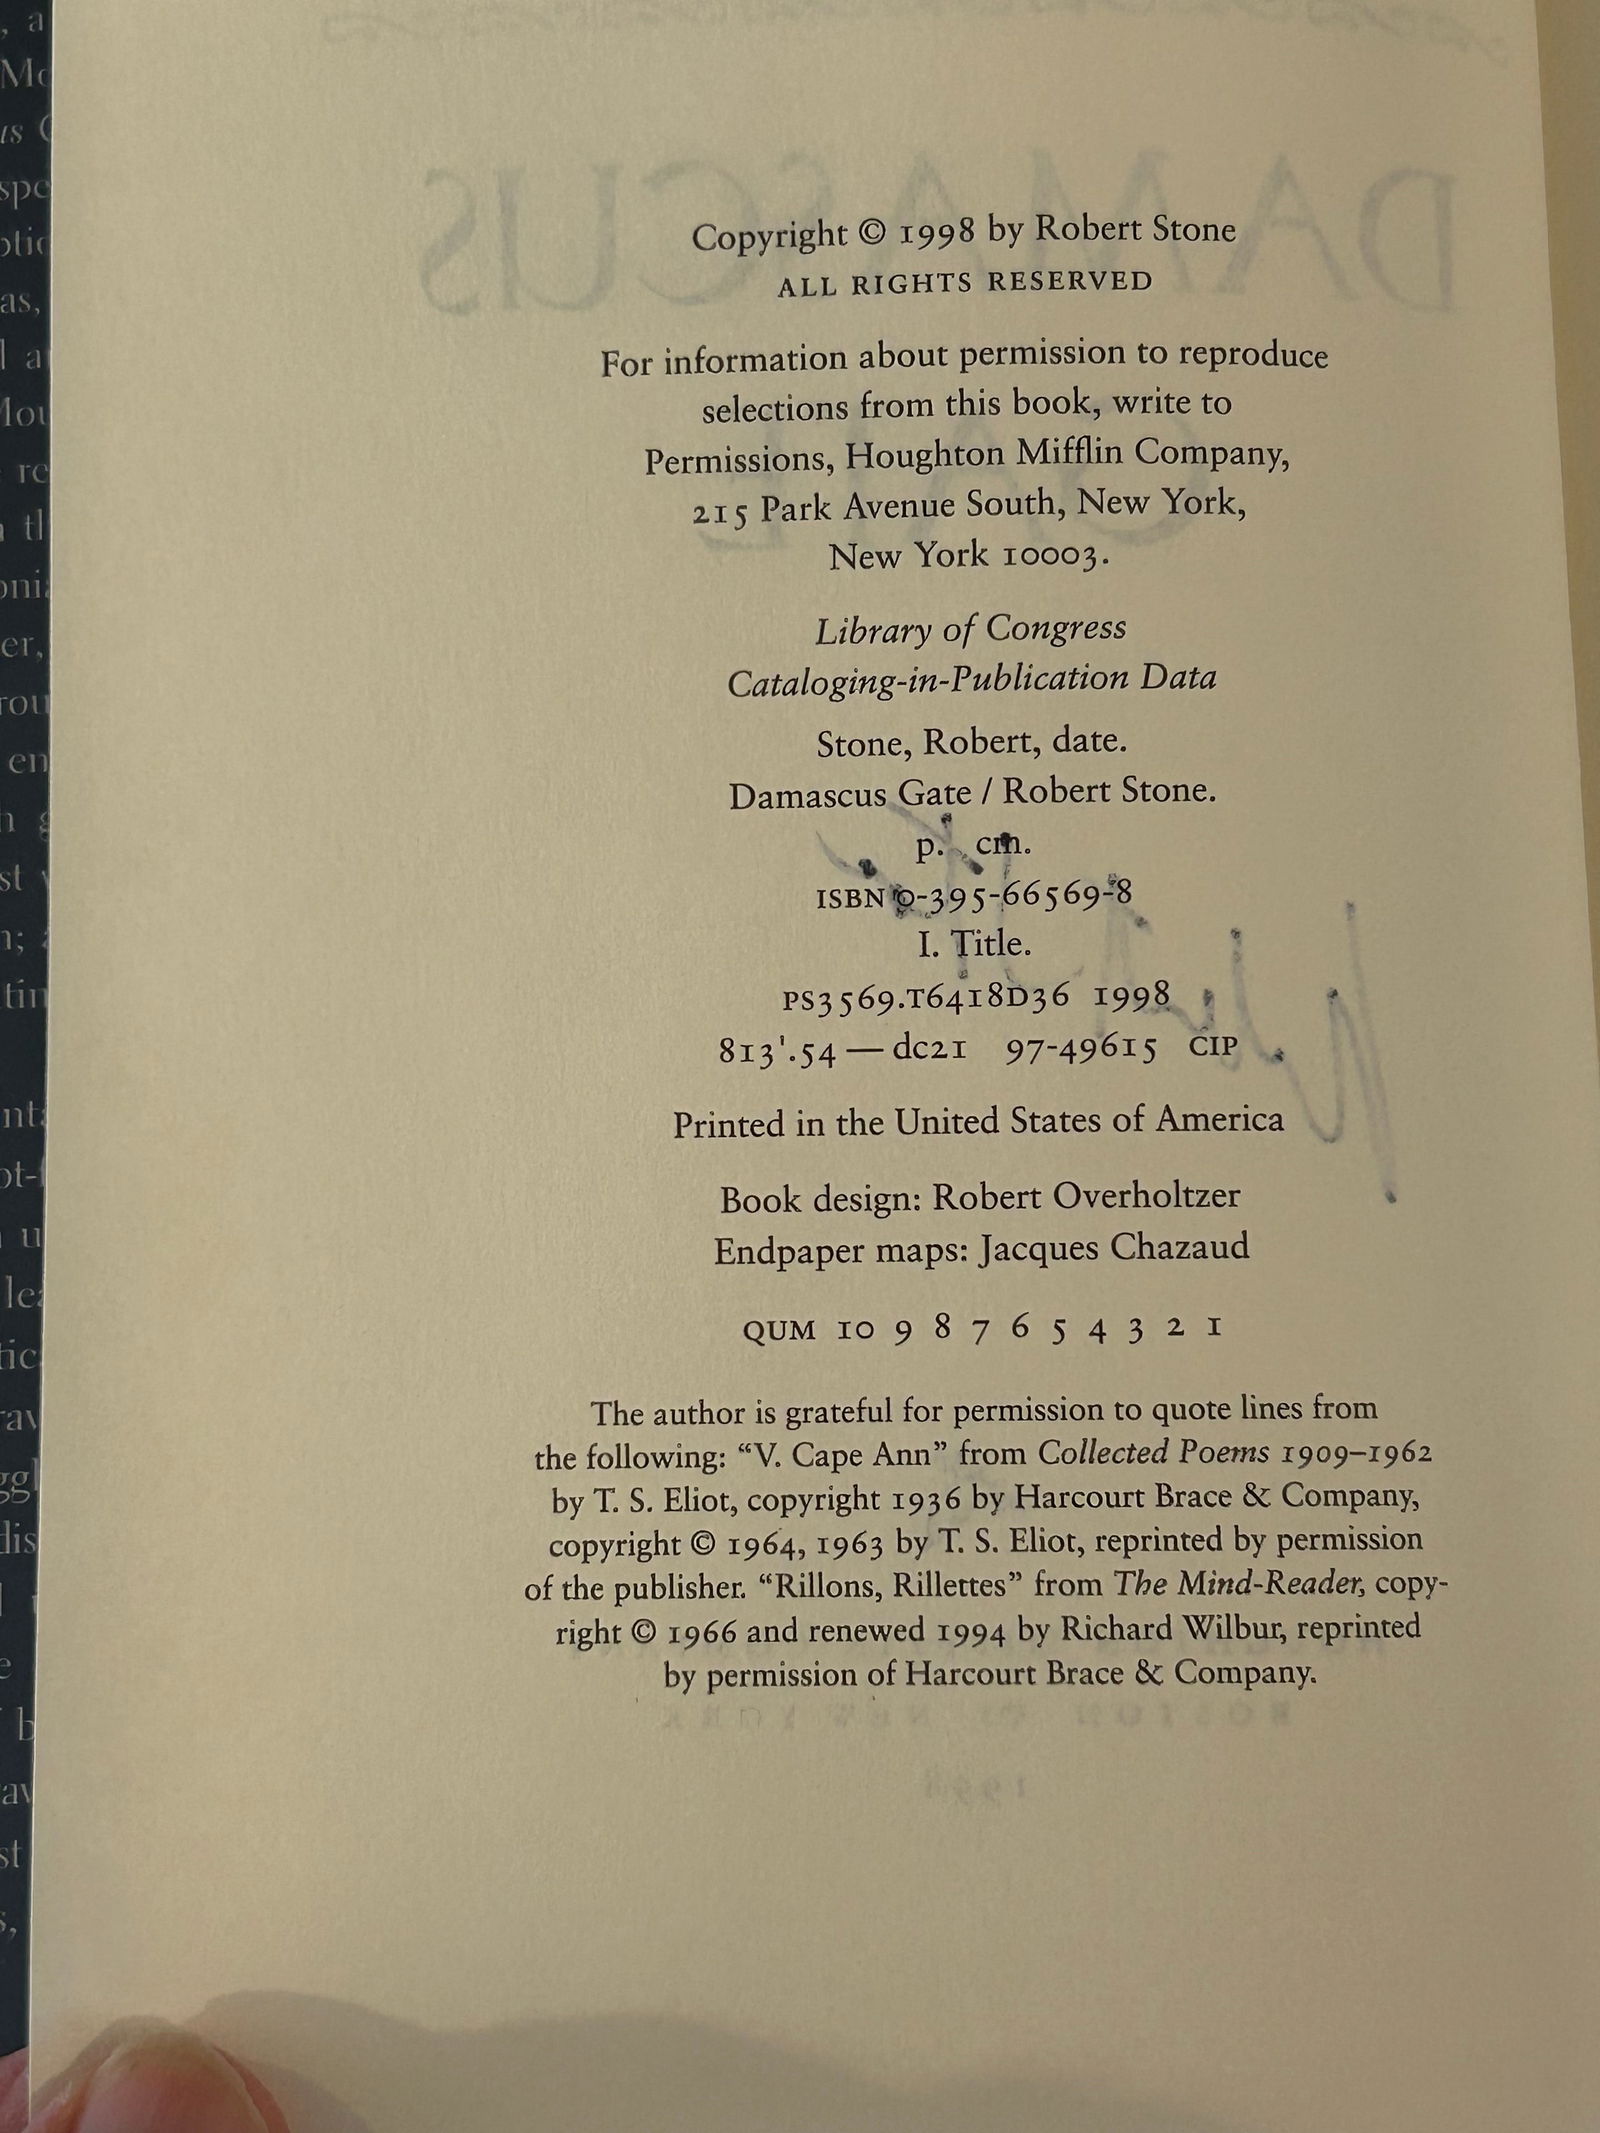 Copyright © 1998 by Robert Stone
ALL RIGHTS RESERVED
For information about permission to reproduce
selections from this book, write to
Permissions, Houghton Mifflin Company,
215 Park Avenue South, New York,
New York 10003.
Library of Congress
Cataloging-in-Publication Data
Stone, Robert, date.
Damascus Gate / Robert Stone.
p. cm.
ISBN 0-395-66569-8
I. Title.
PS3569.T6418D36 1998
813'.54 — dc21 97-49615 CIP
Printed in the United States of America
Book design: Robert Overholtzer
Endpaper maps: Jacques Chazaud
QUM 10 9 8 7 6 5 4 3 2 1
The author is grateful for permission to quote lines from
the following: “V. Cape Ann” from Collected Poems 1909–1962
by T. S. Eliot, copyright 1936 by Harcourt Brace & Company,
copyright © 1964, 1963 by T. S. Eliot, reprinted by permission
of the publisher. “Rillons, Rillettes” from The Mind-Reader, copy-
right © 1966 and renewed 1994 by Richard Wilbur, reprinted
by permission of Harcourt Brace & Company.